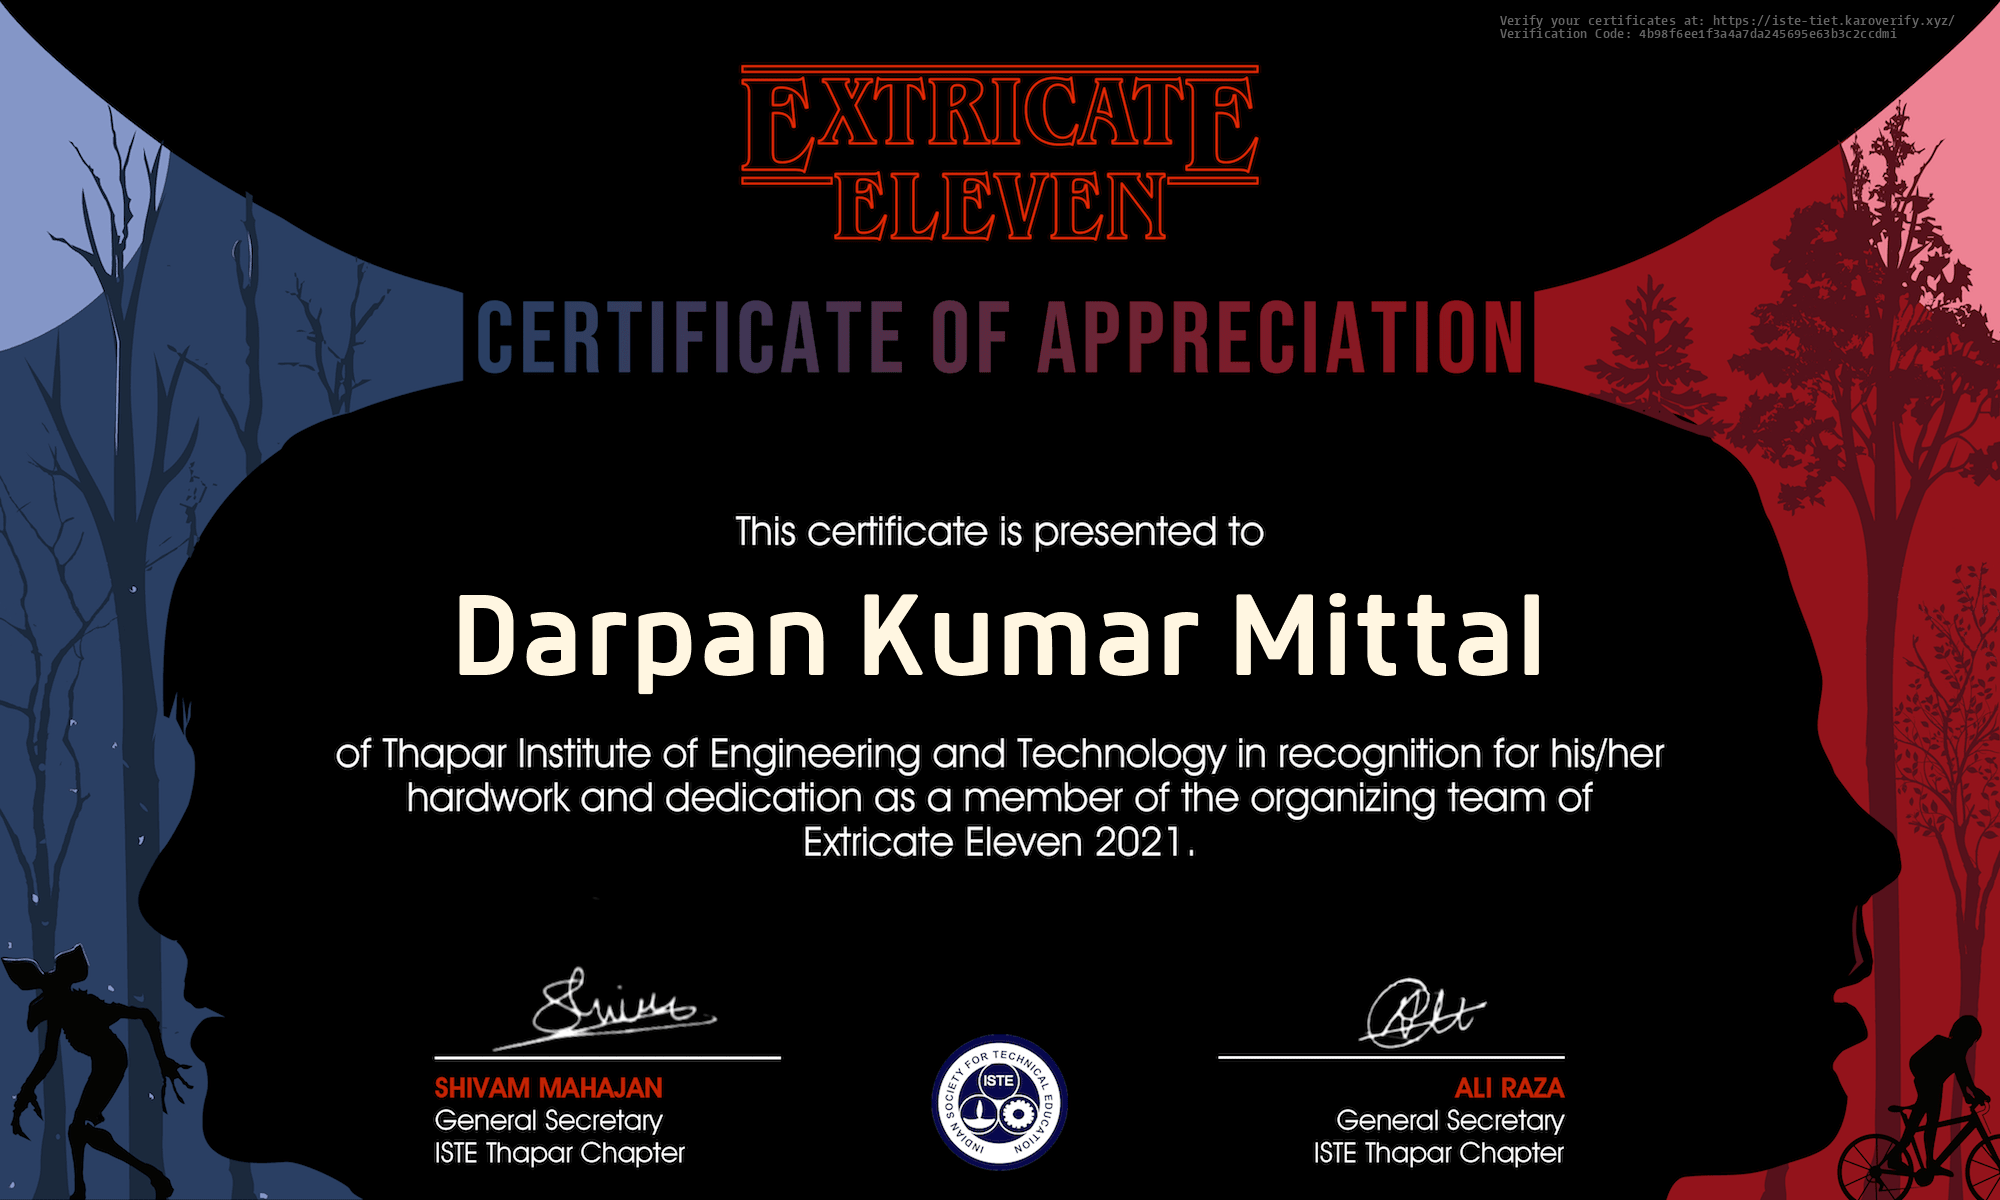 Verify your certificates at: https://iste-tiet.karoverify.xyz/
Verification Code: 4b98f6ee1f3a4a7da245695e63b3c2ccdmi
EXTRICATE
ELEVEN
CERTIFICATE OF APPRECIATION
This certificate is presented to
Darpan Kumar Mittal
of Thapar Institute of Engineering and Technology in recognition for his/her
hardwork and dedication as a member of the organizing team of
Extricate Eleven 2021.
SHIVAM MAHAJAN
General Secretary
ISTE Thapar Chapter
INDIAN SOCIETY FOR TECHNICAL EDUCATION
ISTE
ALI RAZA
General Secretary
ISTE Thapar Chapter